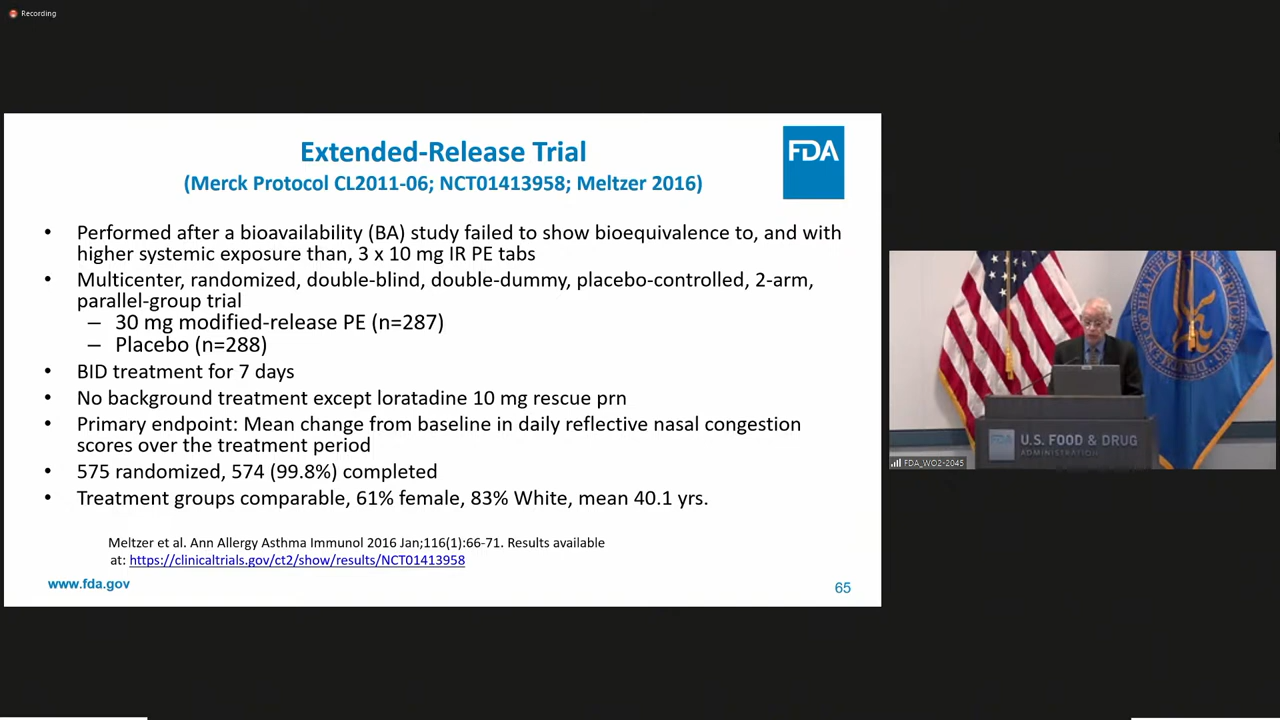 Recording
Extended-Release Trial
FDA
(Merck Protocol CL2011-06; NCT01413958; Meltzer 2016)
• Performed after a bioavailability (BA) study failed to show bioequivalence to, and with
higher systemic exposure than, 3 x 10 mg IR PE tabs
• Multicenter, randomized, double-blind, double-dummy, placebo-controlled, 2-arm,
parallel-group trial
– 30 mg modified-release PE (n=287)
– Placebo (n=288)
• BID treatment for 7 days
• No background treatment except loratadine 10 mg rescue prn
• Primary endpoint: Mean change from baseline in daily reflective nasal congestion
scores over the treatment period
• 575 randomized, 574 (99.8%) completed
• Treatment groups comparable, 61% female, 83% White, mean 40.1 yrs.
Meltzer et al. Ann Allergy Asthma Immunol 2016 Jan;116(1):66-71. Results available
at: https://clinicaltrials.gov/ct2/show/results/NCT01413958
www.fda.gov
65
U.S. FOOD & DRUG
ADMINISTRATION
FDA_WO2-2045